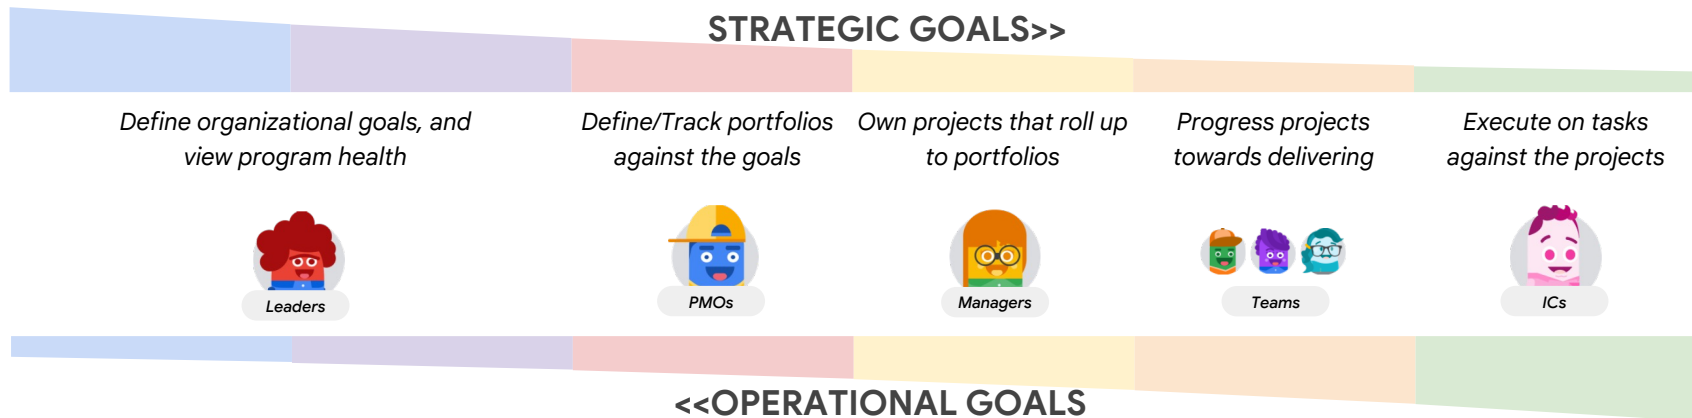 STRATEGIC GOALS>>
Define organizational goals, and
view program health
Define/Track portfolios
against the goals
Own projects that roll up
to portfolios
Progress projects
towards delivering
Execute on tasks
against the projects
Leaders
PMOs
Managers
Teams
ICs
<<OPERATIONAL GOALS